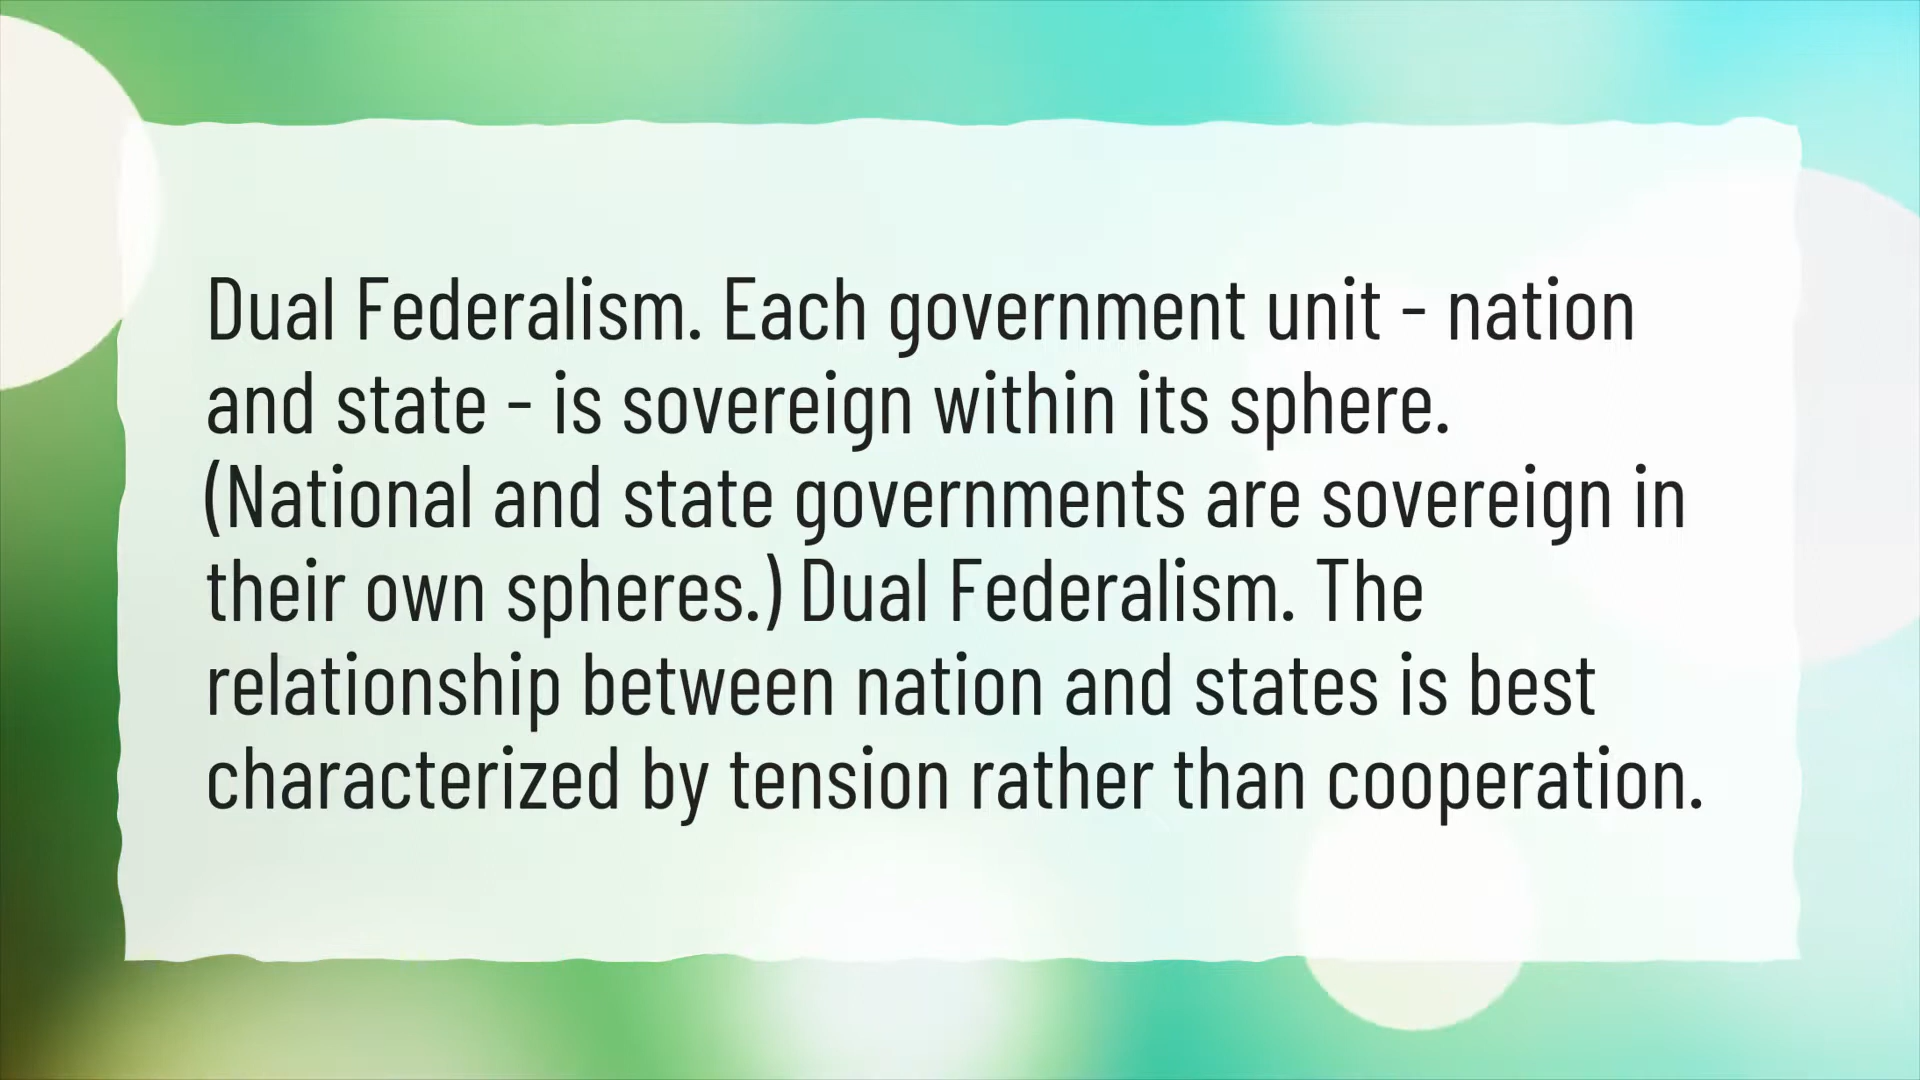 Dual Federalism. Each government unit - nation
and state - is sovereign within its sphere.
(National and state governments are sovereign in
their own spheres.) Dual Federalism. The
relationship between nation and states is best
characterized by tension rather than cooperation.